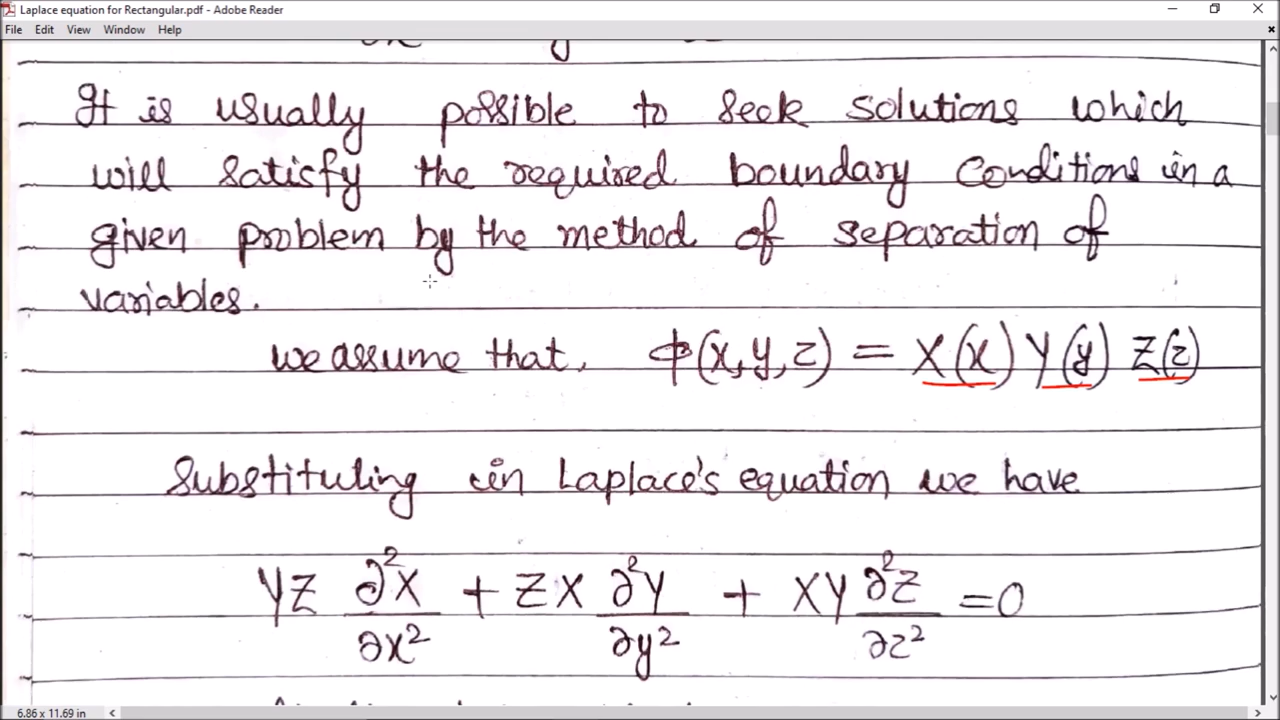 Laplace equation for Rectangular.pdf - Adobe Reader
File Edit View Window Help
It is usually possible to seek solutions which
will satisfy the required boundary conditions in a
given problem by the method of separation of
variables.
we assume that, ϕ(x,y,z) = X(x) Y(y) Z(z)
Substituting in Laplace's equation we have
YZ ∂²X/∂x² + ZX ∂²Y/∂y² + XY ∂²Z/∂z² = 0
6.86 x 11.69 in